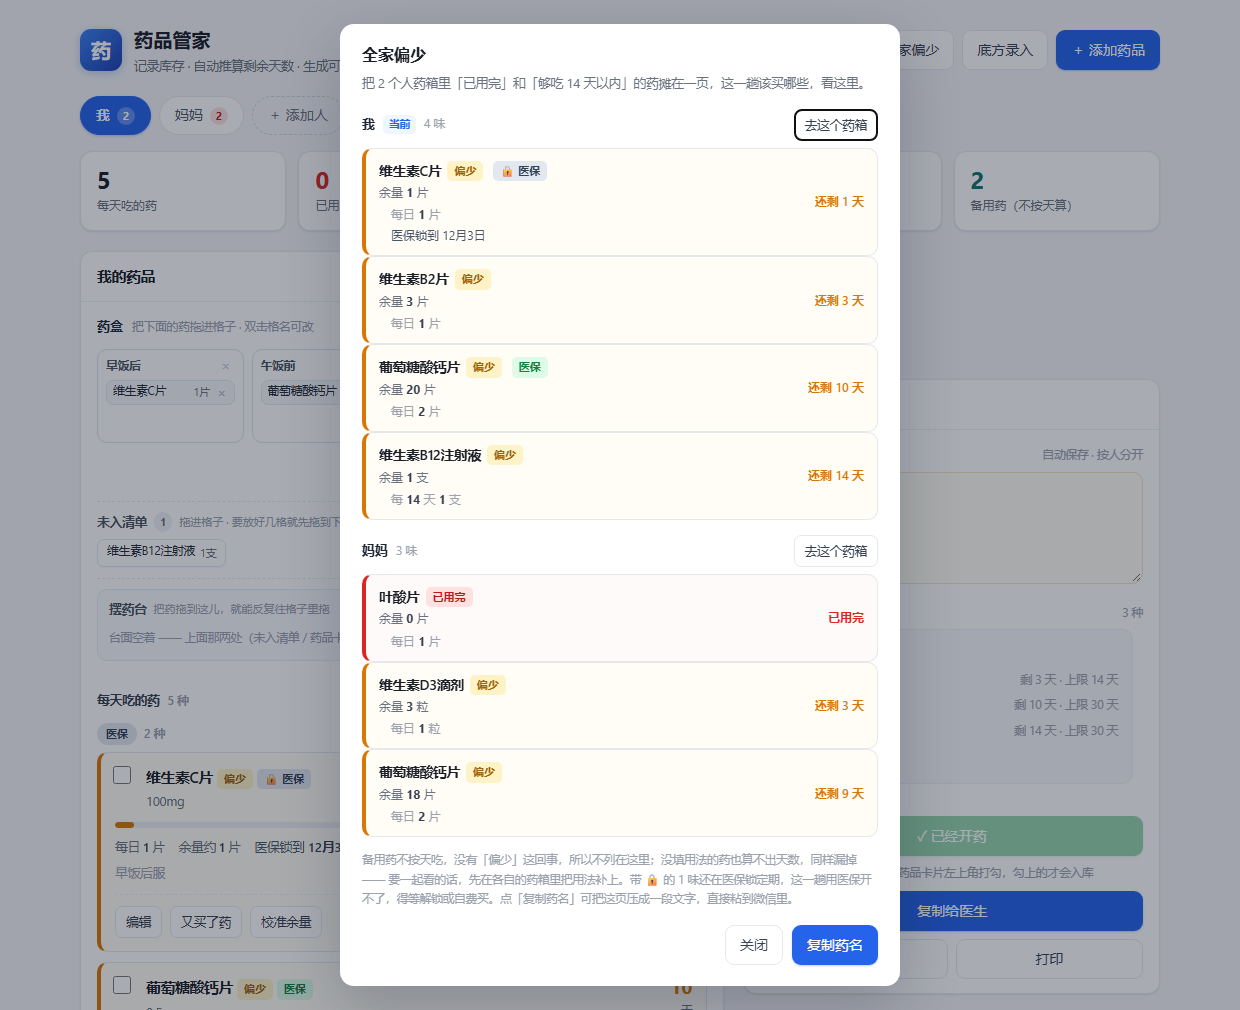 药
药品管家
记录库存 · 自动推算剩余天数 · 生成可
家偏少
底方录入
+ 添加药品
我 2
妈妈 2
+ 添加人
5
每天吃的药
0
已用
2
备用药（不按天算）
我的药品
药盒 把下面的药拖进格子 · 双击格名可改
早饭后 ×
维生素C片 1片 ×
午饭前
葡萄糖酸钙片
未入清单 1 拖进格子 · 要放好几格就先拖到下
维生素B12注射液 1支
摆药台 把药拖到这儿，就能反复往格子里拖
台面空着 —— 上面那两处（未入清单 / 药品卡
每天吃的药 5 种
医保 2 种
维生素C片 偏少 🔒 医保
100mg
每日 1 片 余量约 1 片 医保锁到 12月3
早饭后服
编辑
又买了药
校准余量
葡萄糖酸钙片 偏少 医保
10
天
自动保存 · 按人分开
3 种
剩 3 天 · 上限 14 天
剩 10 天 · 上限 30 天
剩 14 天 · 上限 30 天
✓ 已经开药
药品卡片左上角打勾，勾上的才会入库
复制给医生
打印
全家偏少
把 2 个人药箱里「已用完」和「够吃 14 天以内」的药摊在一页，这一趟该买哪些，看这里。
我 当前 4 味
去这个药箱
维生素C片 偏少 🔒 医保
余量 1 片
每日 1 片
医保锁到 12月3日
还剩 1 天
维生素B2片 偏少
余量 3 片
每日 1 片
还剩 3 天
葡萄糖酸钙片 偏少 医保
余量 20 片
每日 2 片
还剩 10 天
维生素B12注射液 偏少
余量 1 支
每 14 天 1 支
还剩 14 天
妈妈 3 味
去这个药箱
叶酸片 已用完
余量 0 片
每日 1 片
已用完
维生素D3滴剂 偏少
余量 3 粒
每日 1 粒
还剩 3 天
葡萄糖酸钙片 偏少
余量 18 片
每日 2 片
还剩 9 天
备用药不按天吃，没有「偏少」这回事，所以不列在这里；没填用法的药也算不出天数，同样漏掉
—— 要一起看的话，先在各自的药箱里把用法补上。带 🔒 的 1 味还在医保锁定期，这一趟用医保开
不了，得等解锁或自费买。点「复制药名」可把这页压成一段文字，直接粘到微信里。
关闭
复制药名